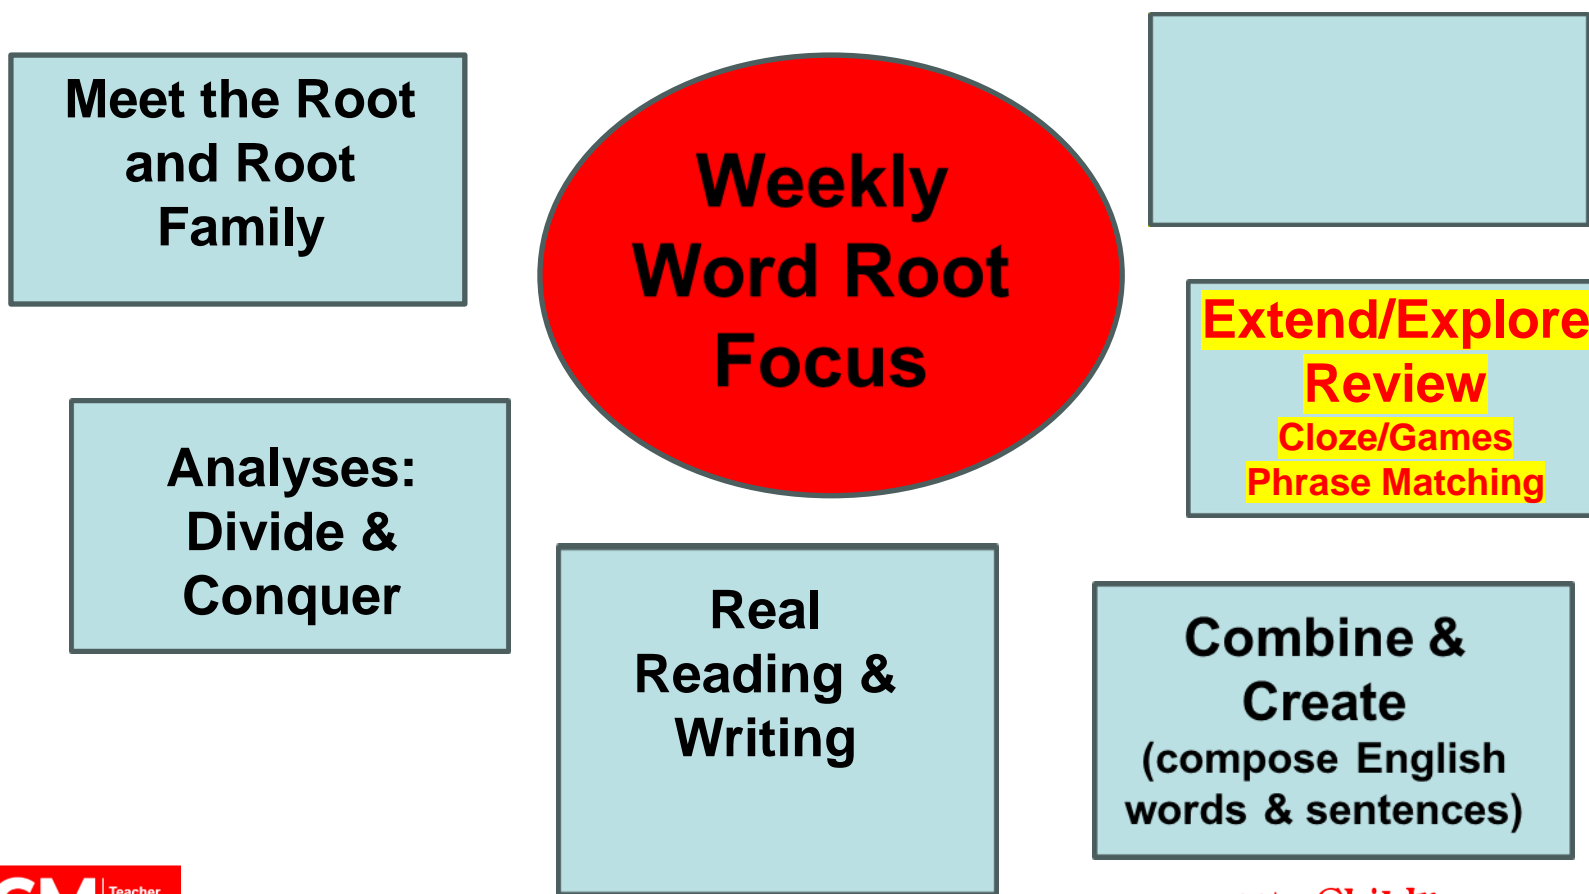 Meet the Root
and Root
Family
Weekly
Word Root
Focus
Extend/Explore
Review
Cloze/Games
Phrase Matching
Analyses:
Divide &
Conquer
Real
Reading &
Writing
Combine &
Create
(compose English
words & sentences)
Teacher